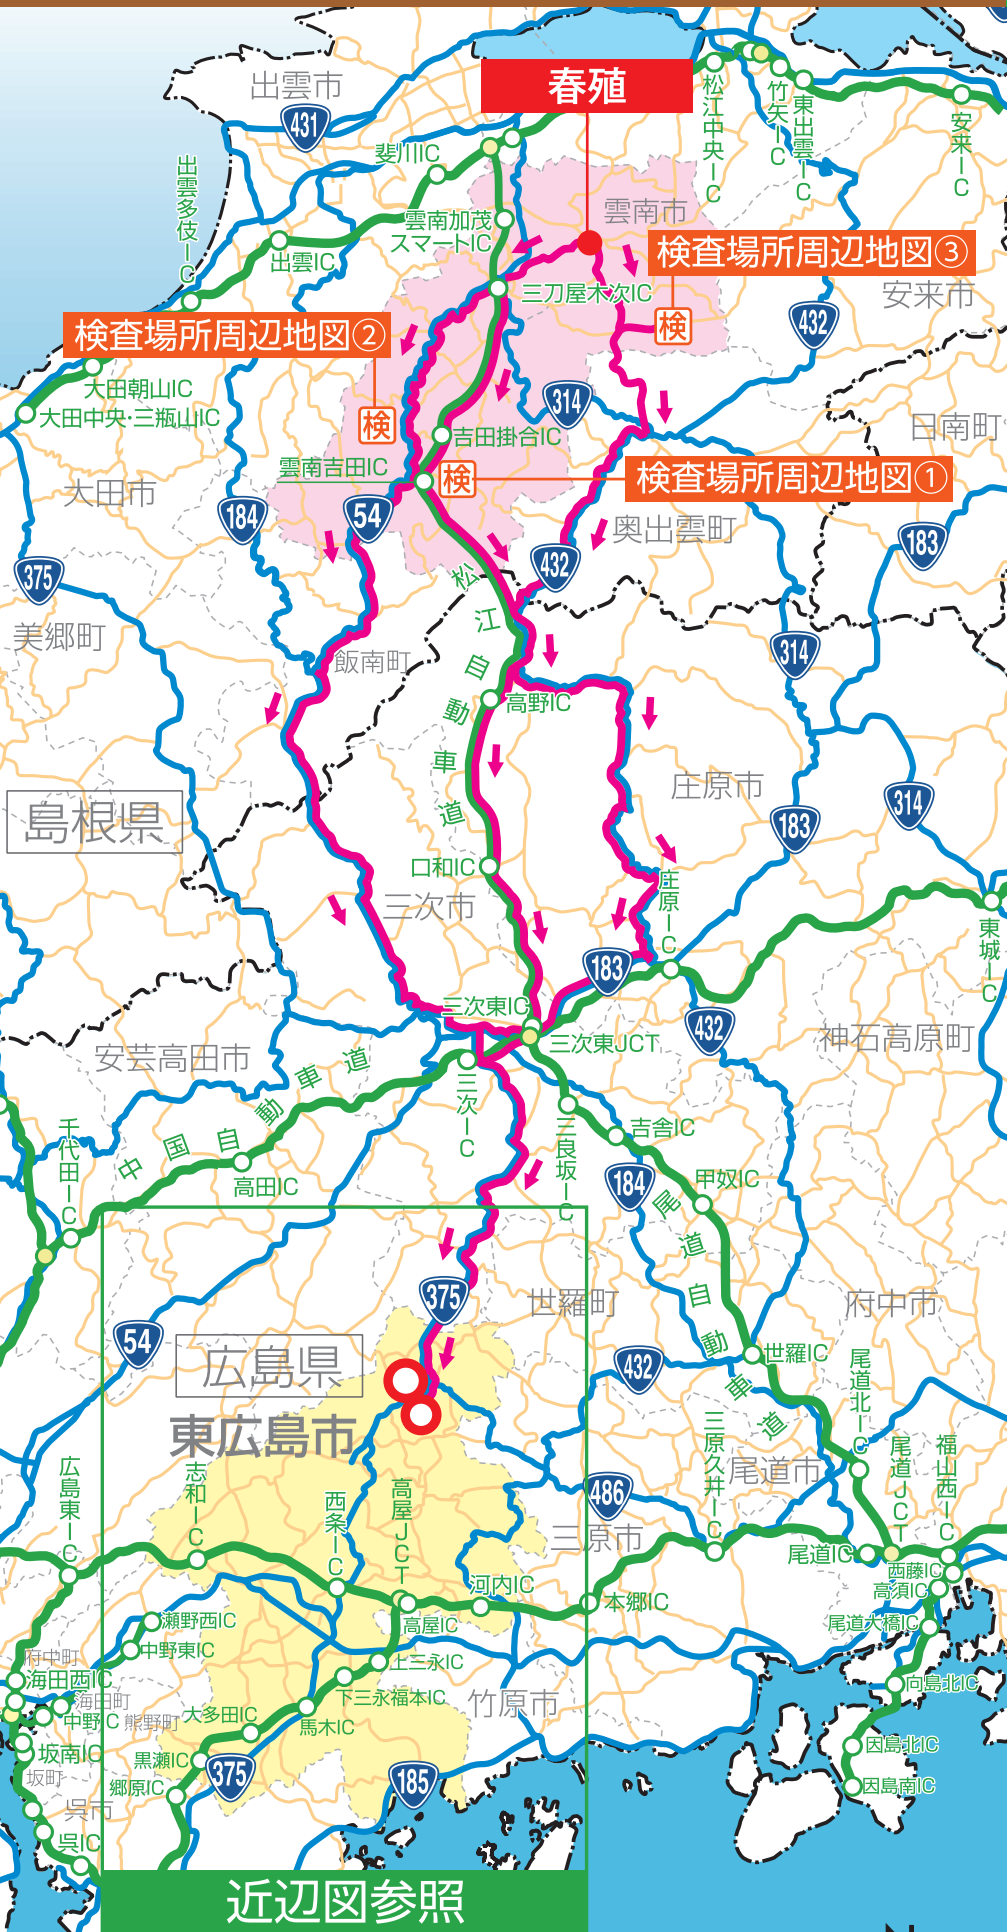 春殖
出雲市
431
松江中央IC
竹矢IC
東出雲IC
安来IC
斐川IC
出雲多伎IC
雲南加茂
スマートIC
雲南市
出雲IC
検査場所周辺地図③
三刀屋木次IC
安来市
432
検査場所周辺地図②
検
大田朝山IC
大田中央・三瓶山IC
314
検
日南町
吉田掛合IC
雲南吉田IC
検
検査場所周辺地図①
大田市
184
54
奥出雲町
183
375
432
松江自動車道
美郷町
飯南町
314
高野IC
島根県
庄原市
183
314
口和IC
三次市
庄原IC
東城IC
183
三次東IC
432
三次東JCT
神石高原町
安芸高田市
中国自動車道
三次IC
千代田IC
三良坂IC
吉舎IC
高田IC
184
甲奴IC
尾道自動車道
375
世羅町
府中市
54
広島県
432
世羅IC
東広島市
尾道北IC
三原久井IC
尾道市
尾道JCT
福山西IC
広島東IC
志和IC
西条IC
高屋JCT
486
三原市
尾道IC
西藤IC
高須IC
河内IC
本郷IC
瀬野西IC
高屋IC
尾道大橋IC
中野東IC
府中町
上三永IC
海田西IC
向島北IC
海田町
下三永福本IC
竹原市
中野IC
熊野町
大多田IC
馬木IC
坂南IC
因島北IC
黒瀬IC
坂町
375
185
郷原IC
因島南IC
呉市
呉IC
近辺図参照